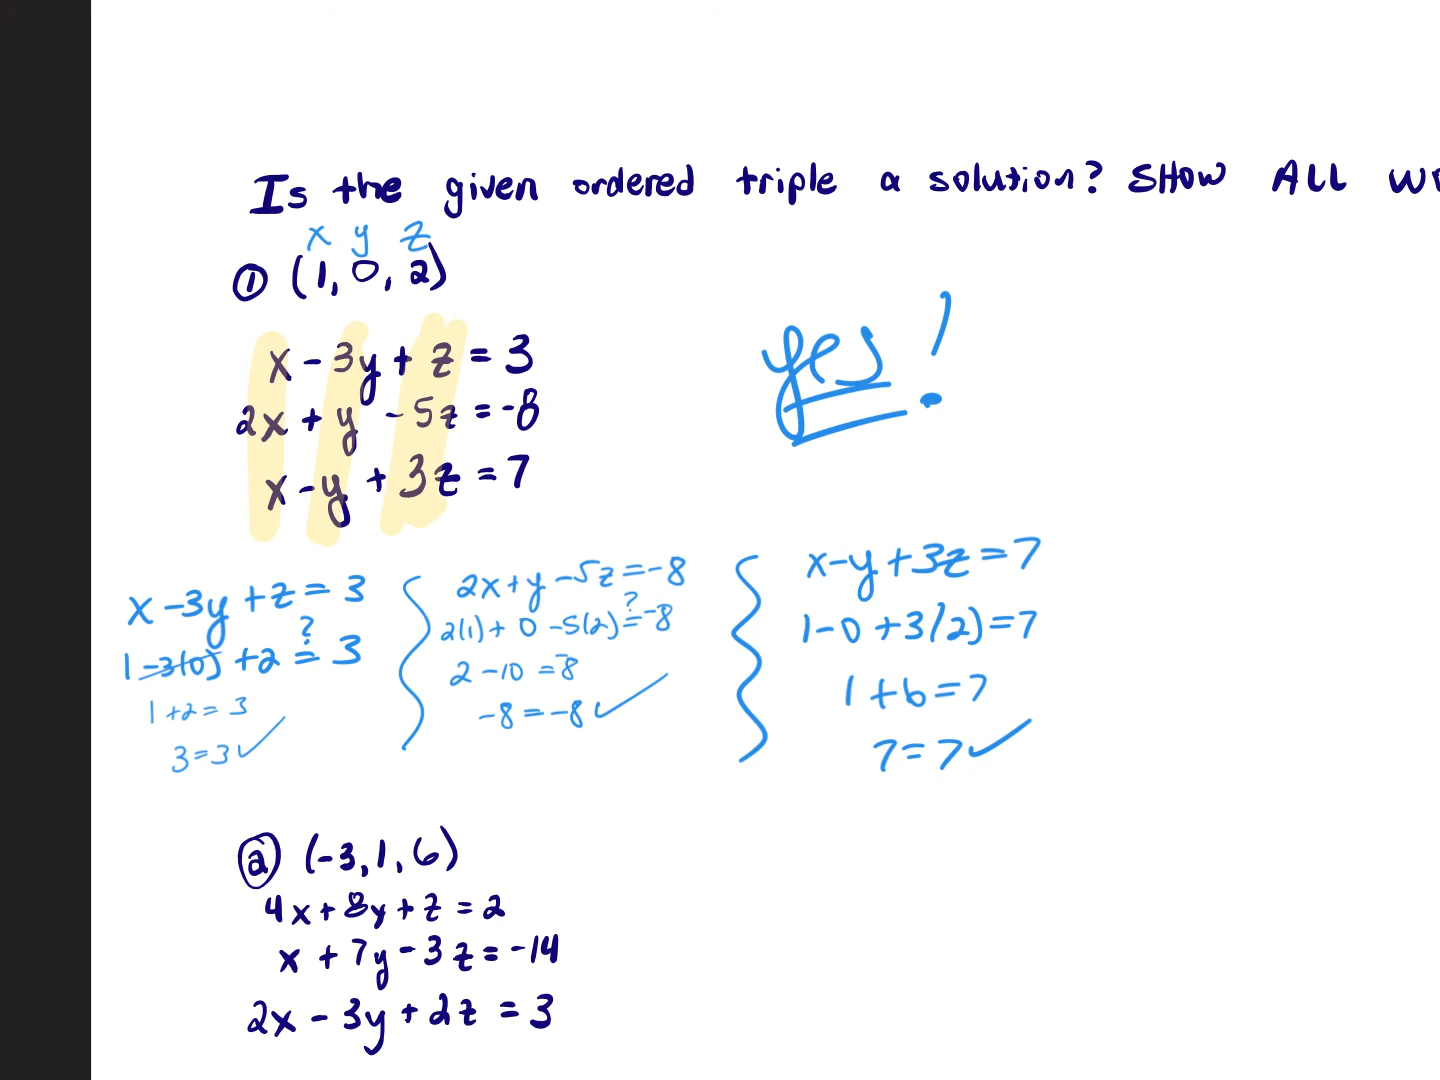 Is the given ordered triple a solution? SHOW ALL
x y z
① (1, 0, 2)
x - 3y + z = 3
2x + y - 5z = -8
x - y + 3z = 7
yes!
x - 3y + z = 3
1 - 3(0) + 2 ?= 3
1 + 2 = 3
3 = 3 ✓
2x + y - 5z = -8
2(1) + 0 - 5(2) ?= -8
2 - 10 = -8
-8 = -8 ✓
x - y + 3z = 7
1 - 0 + 3(2) = 7
1 + 6 = 7
7 = 7 ✓
② (-3, 1, 6)
4x + 8y + z = 2
x + 7y - 3z = -14
2x - 3y + 2z = 3